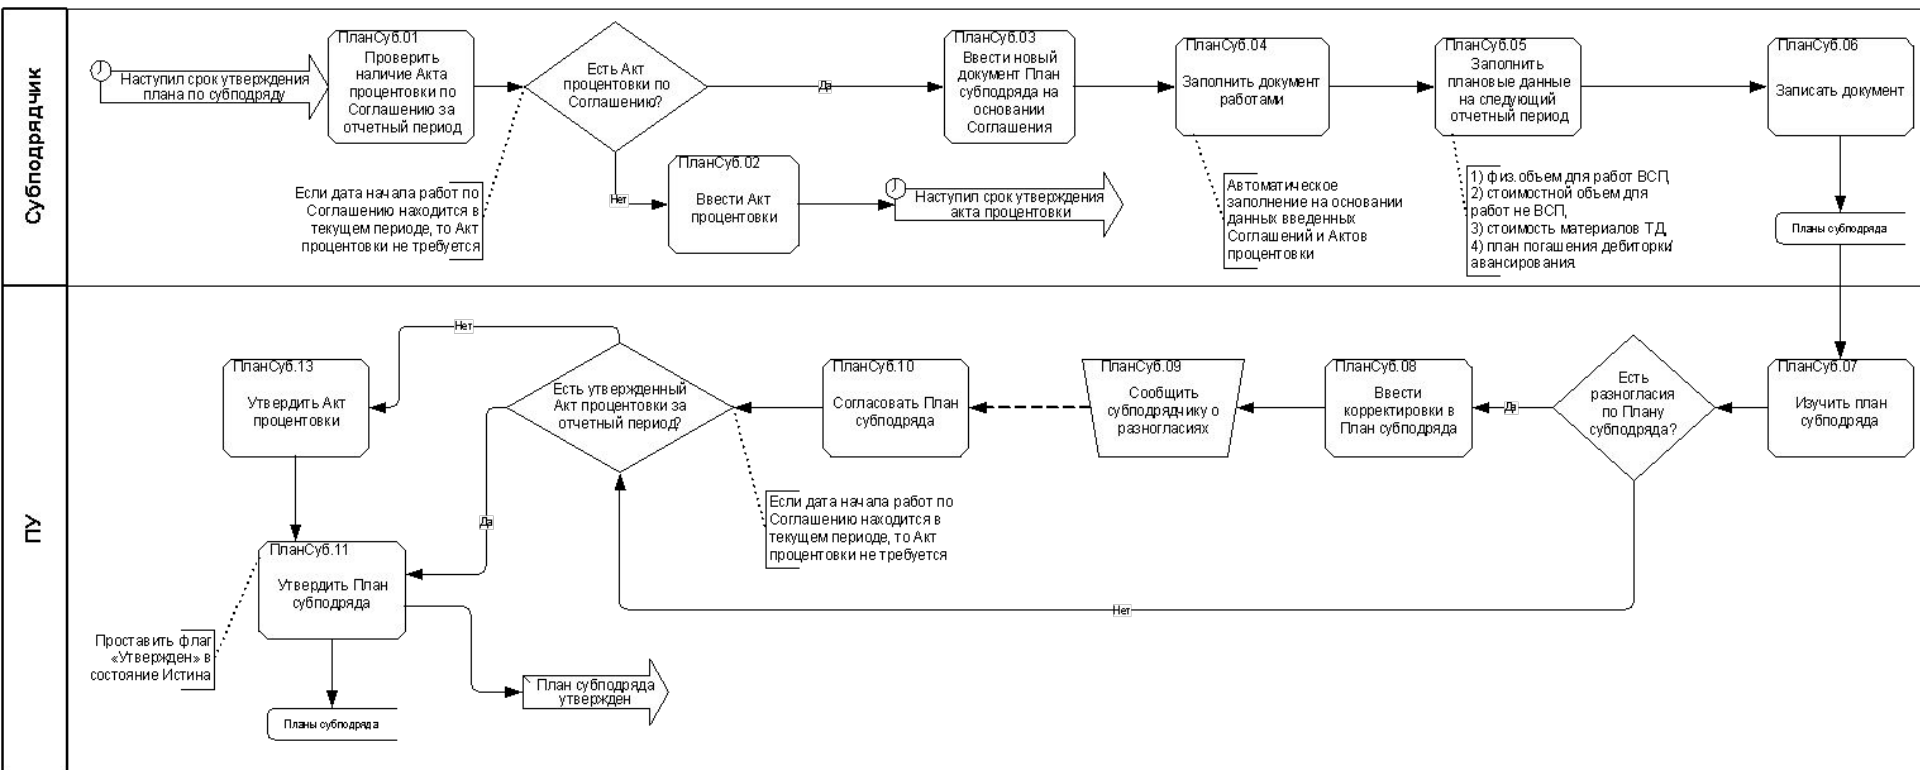 Субподрядчик
Наступил срок утверждения
плана по субподряду
ПланСуб.01
Проверить
наличие Акта
процентовки по
Соглашению за
отчетный период
Есть Акт
процентовки по
Соглашению?
Да
Нет
Если дата начала работ по
Соглашению находится в
текущем периоде, то Акт
процентовки не требуется
ПланСуб.02
Ввести Акт
процентовки
Наступил срок утверждения
акта процентовки
ПланСуб.03
Ввести новый
документ План
субподряда на
основании
Соглашения
ПланСуб.04
Заполнить документ
работами
Автоматическое
заполнение на основании
данных введенных
Соглашений и Актов
процентовки
ПланСуб.05
Заполнить
плановые данные
на следующий
отчетный период
1) физ.объем для работ ВСП,
2) стоимостной объем для
работ не ВСП,
3) стоимость материалов ТД,
4) план погашения дебиторки/
авансирования.
ПланСуб.06
Записать документ
Планы субподряда
ПУ
ПланСуб.07
Изучить план
субподряда
Есть
разногласия
по Плану
субподряда?
Да
Нет
ПланСуб.08
Ввести
корректировки в
План субподряда
ПланСуб.09
Сообщить
субподрядчику о
разногласиях
ПланСуб.10
Согласовать План
субподряда
Есть утвержденный
Акт процентовки за
отчетный период?
Нет
Да
Если дата начала работ по
Соглашению находится в
текущем периоде, то Акт
процентовки не требуется
ПланСуб.13
Утвердить Акт
процентовки
ПланСуб.11
Утвердить План
субподряда
Проставить флаг
«Утвержден» в
состояние Истина
План субподряда
утвержден
Планы субподряда